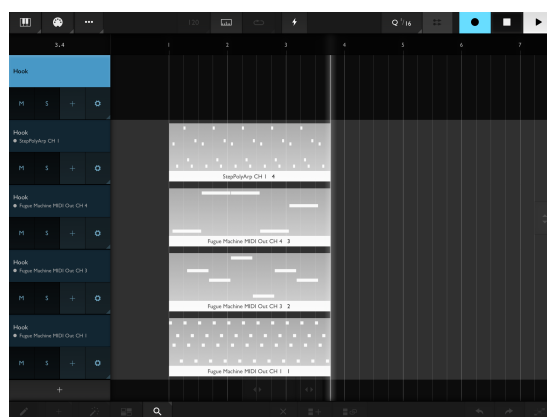 120
Q 1/16
3. 4
1 2 3 4 5 6 7
Hook
M S +
Hook
StepPolyArp CH 1
M S +
StepPolyArp CH 1 4
Hook
Fugue Machine MIDI Out CH 4
M S +
Fugue Machine MIDI Out CH 4 3
Hook
Fugue Machine MIDI Out CH 3
M S +
Fugue Machine MIDI Out CH 3 2
Hook
Fugue Machine MIDI Out CH 1
M S +
Fugue Machine MIDI Out CH 1 1
+